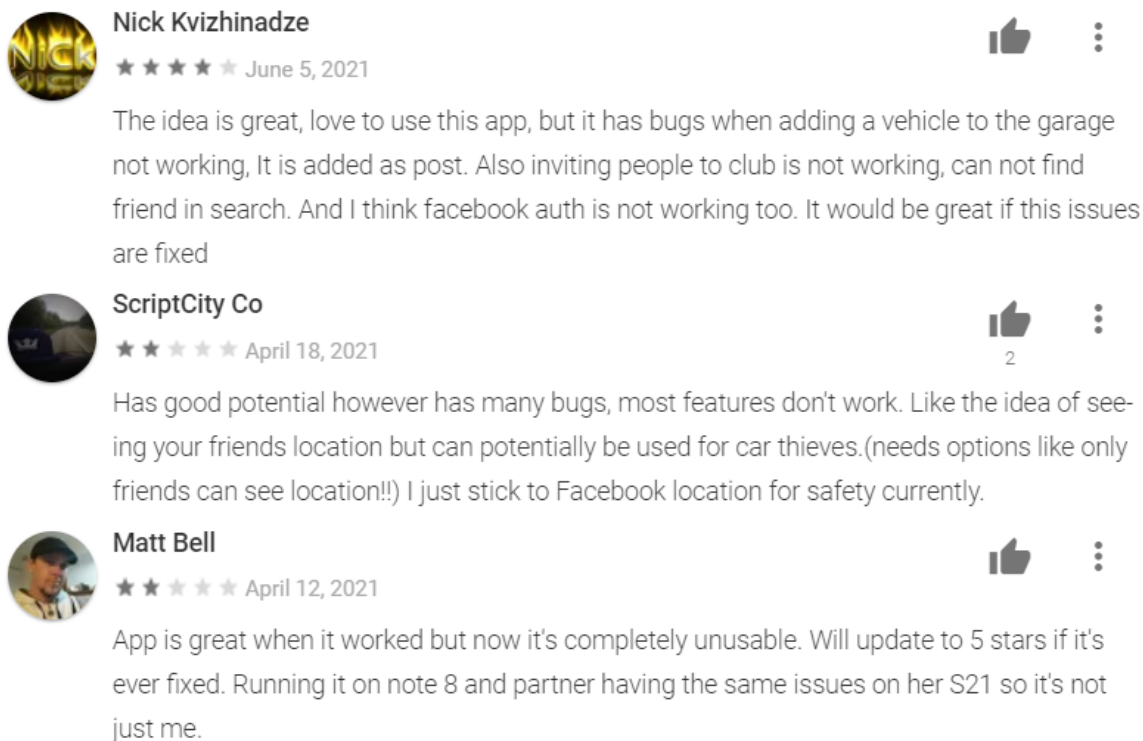 NiCK
Nick Kvizhinadze
June 5, 2021
The idea is great, love to use this app, but it has bugs when adding a vehicle to the garage
not working, It is added as post. Also inviting people to club is not working, can not find
friend in search. And I think facebook auth is not working too. It would be great if this issues
are fixed
ScriptCity Co
April 18, 2021
2
Has good potential however has many bugs, most features don't work. Like the idea of see-
ing your friends location but can potentially be used for car thieves.(needs options like only
friends can see location!!) I just stick to Facebook location for safety currently.
Matt Bell
April 12, 2021
App is great when it worked but now it's completely unusable. Will update to 5 stars if it's
ever fixed. Running it on note 8 and partner having the same issues on her S21 so it's not
just me.